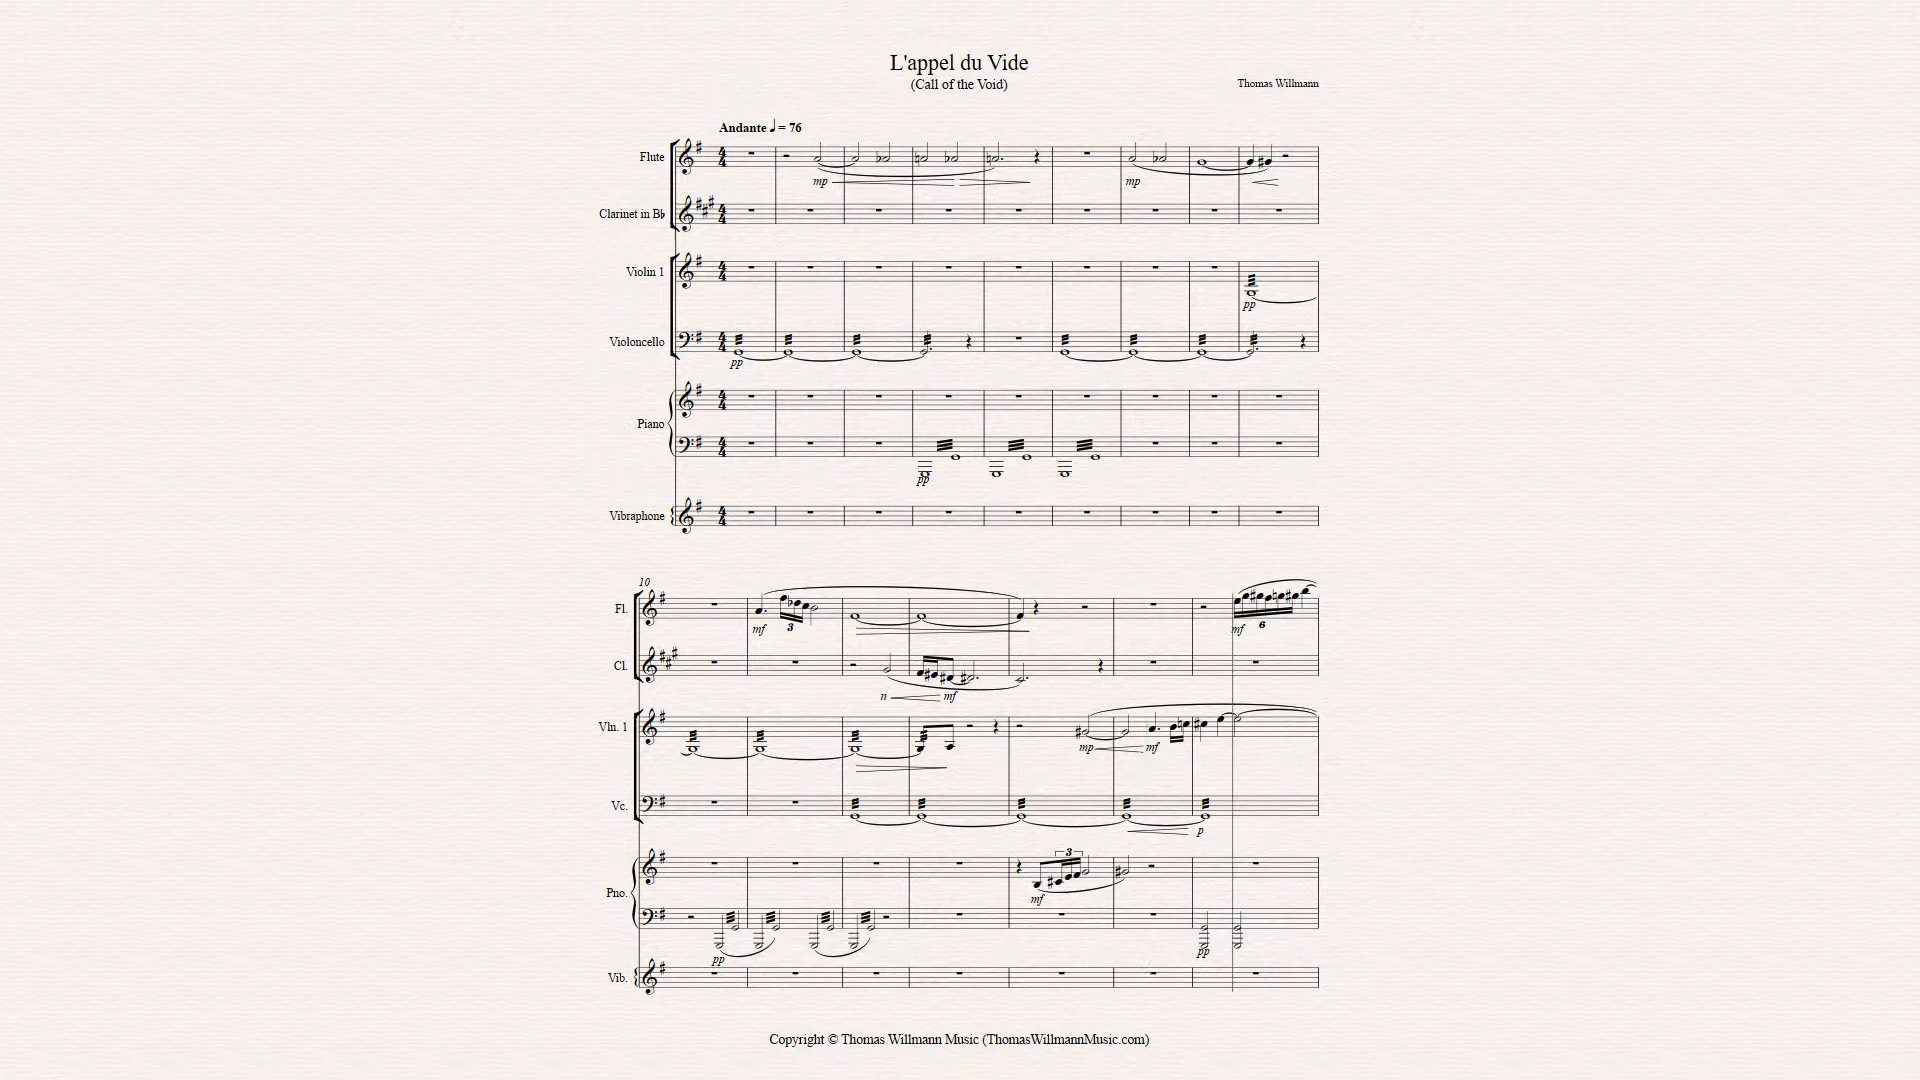 L'appel du Vide
(Call of the Void)
Thomas Willmann
Andante ♩ = 76
Flute
mp
mp
Clarinet in B♭
Violin 1
pp
Violoncello
pp
Piano
pp
Vibraphone
10
Fl.
mf
3
mf
6
Cl.
n
mf
Vln. 1
mp
mf
Vc.
p
Pno.
3
mf
pp
pp
Vib.
Copyright © Thomas Willmann Music (ThomasWillmannMusic.com)